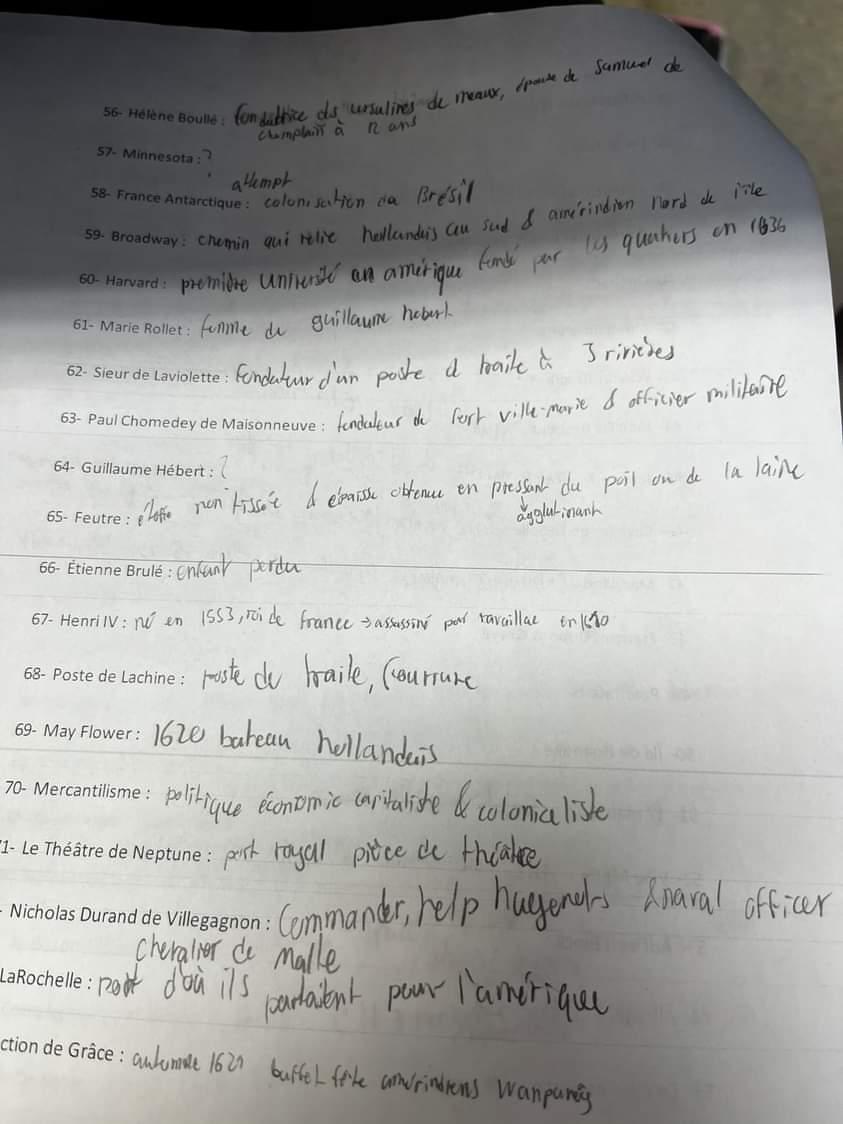 56- Hélène Boullé : fondatrice des ursulines de meaux, épouse de Samuel de
champlain à 12 ans
57- Minnesota : ?
attempt
58- France Antarctique : colonisation da Brésil
59- Broadway : chemin qui relie hollandais au sud & amérindien nord de l'île
60- Harvard : première université en amérique fondé par les quakers en 1636
61- Marie Rollet : femme de guillaume hebert
62- Sieur de Laviolette : fondateur d'un poste d traite à 3 rivières
63- Paul Chomedey de Maisonneuve : fondateur de fort ville-marie & officier militaire
64- Guillaume Hébert : ?
65- Feutre : étoffe non tissée & épaisse obtenue en pressant du poil ou de la laine
↓
agglutinant
66- Étienne Brulé : enfant perdu
67- Henri IV : né en 1553, roi de france → assassiné par ravaillac en 1610
68- Poste de Lachine : poste de traite, fourrure
69- May Flower : 1620 bateau hollandais
70- Mercantilisme : politique économic capitaliste & colonialiste
71- Le Théâtre de Neptune : port royal pièce de théâtre
- Nicholas Durand de Villegagnon : Commander, help hugenots & naval officer
chevalier de Malte
LaRochelle : port d'où ils partaient pour l'amérique
ction de Grâce : automne 1621 buffet fête amérindiens